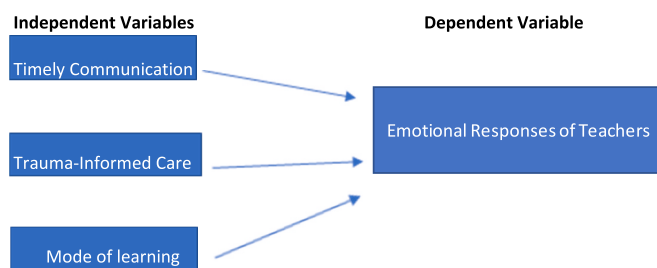 Independent Variables
Dependent Variable
Timely Communication
Emotional Responses of Teachers
Trauma-Informed Care
Mode of learning